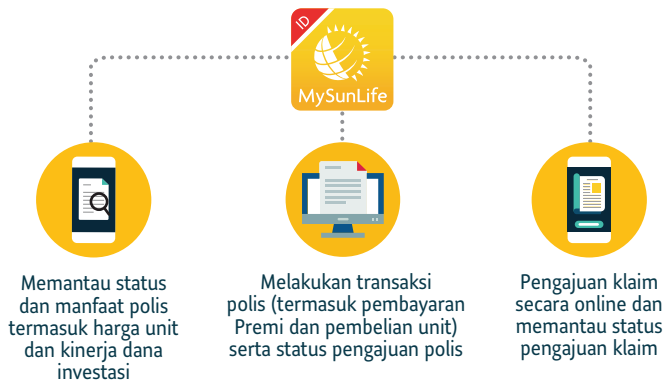 ID
MySunLife
Memantau status
dan manfaat polis
termasuk harga unit
dan kinerja dana
investasi
Melakukan transaksi
polis (termasuk pembayaran
Premi dan pembelian unit)
serta status pengajuan polis
Pengajuan klaim
secara online dan
memantau status
pengajuan klaim